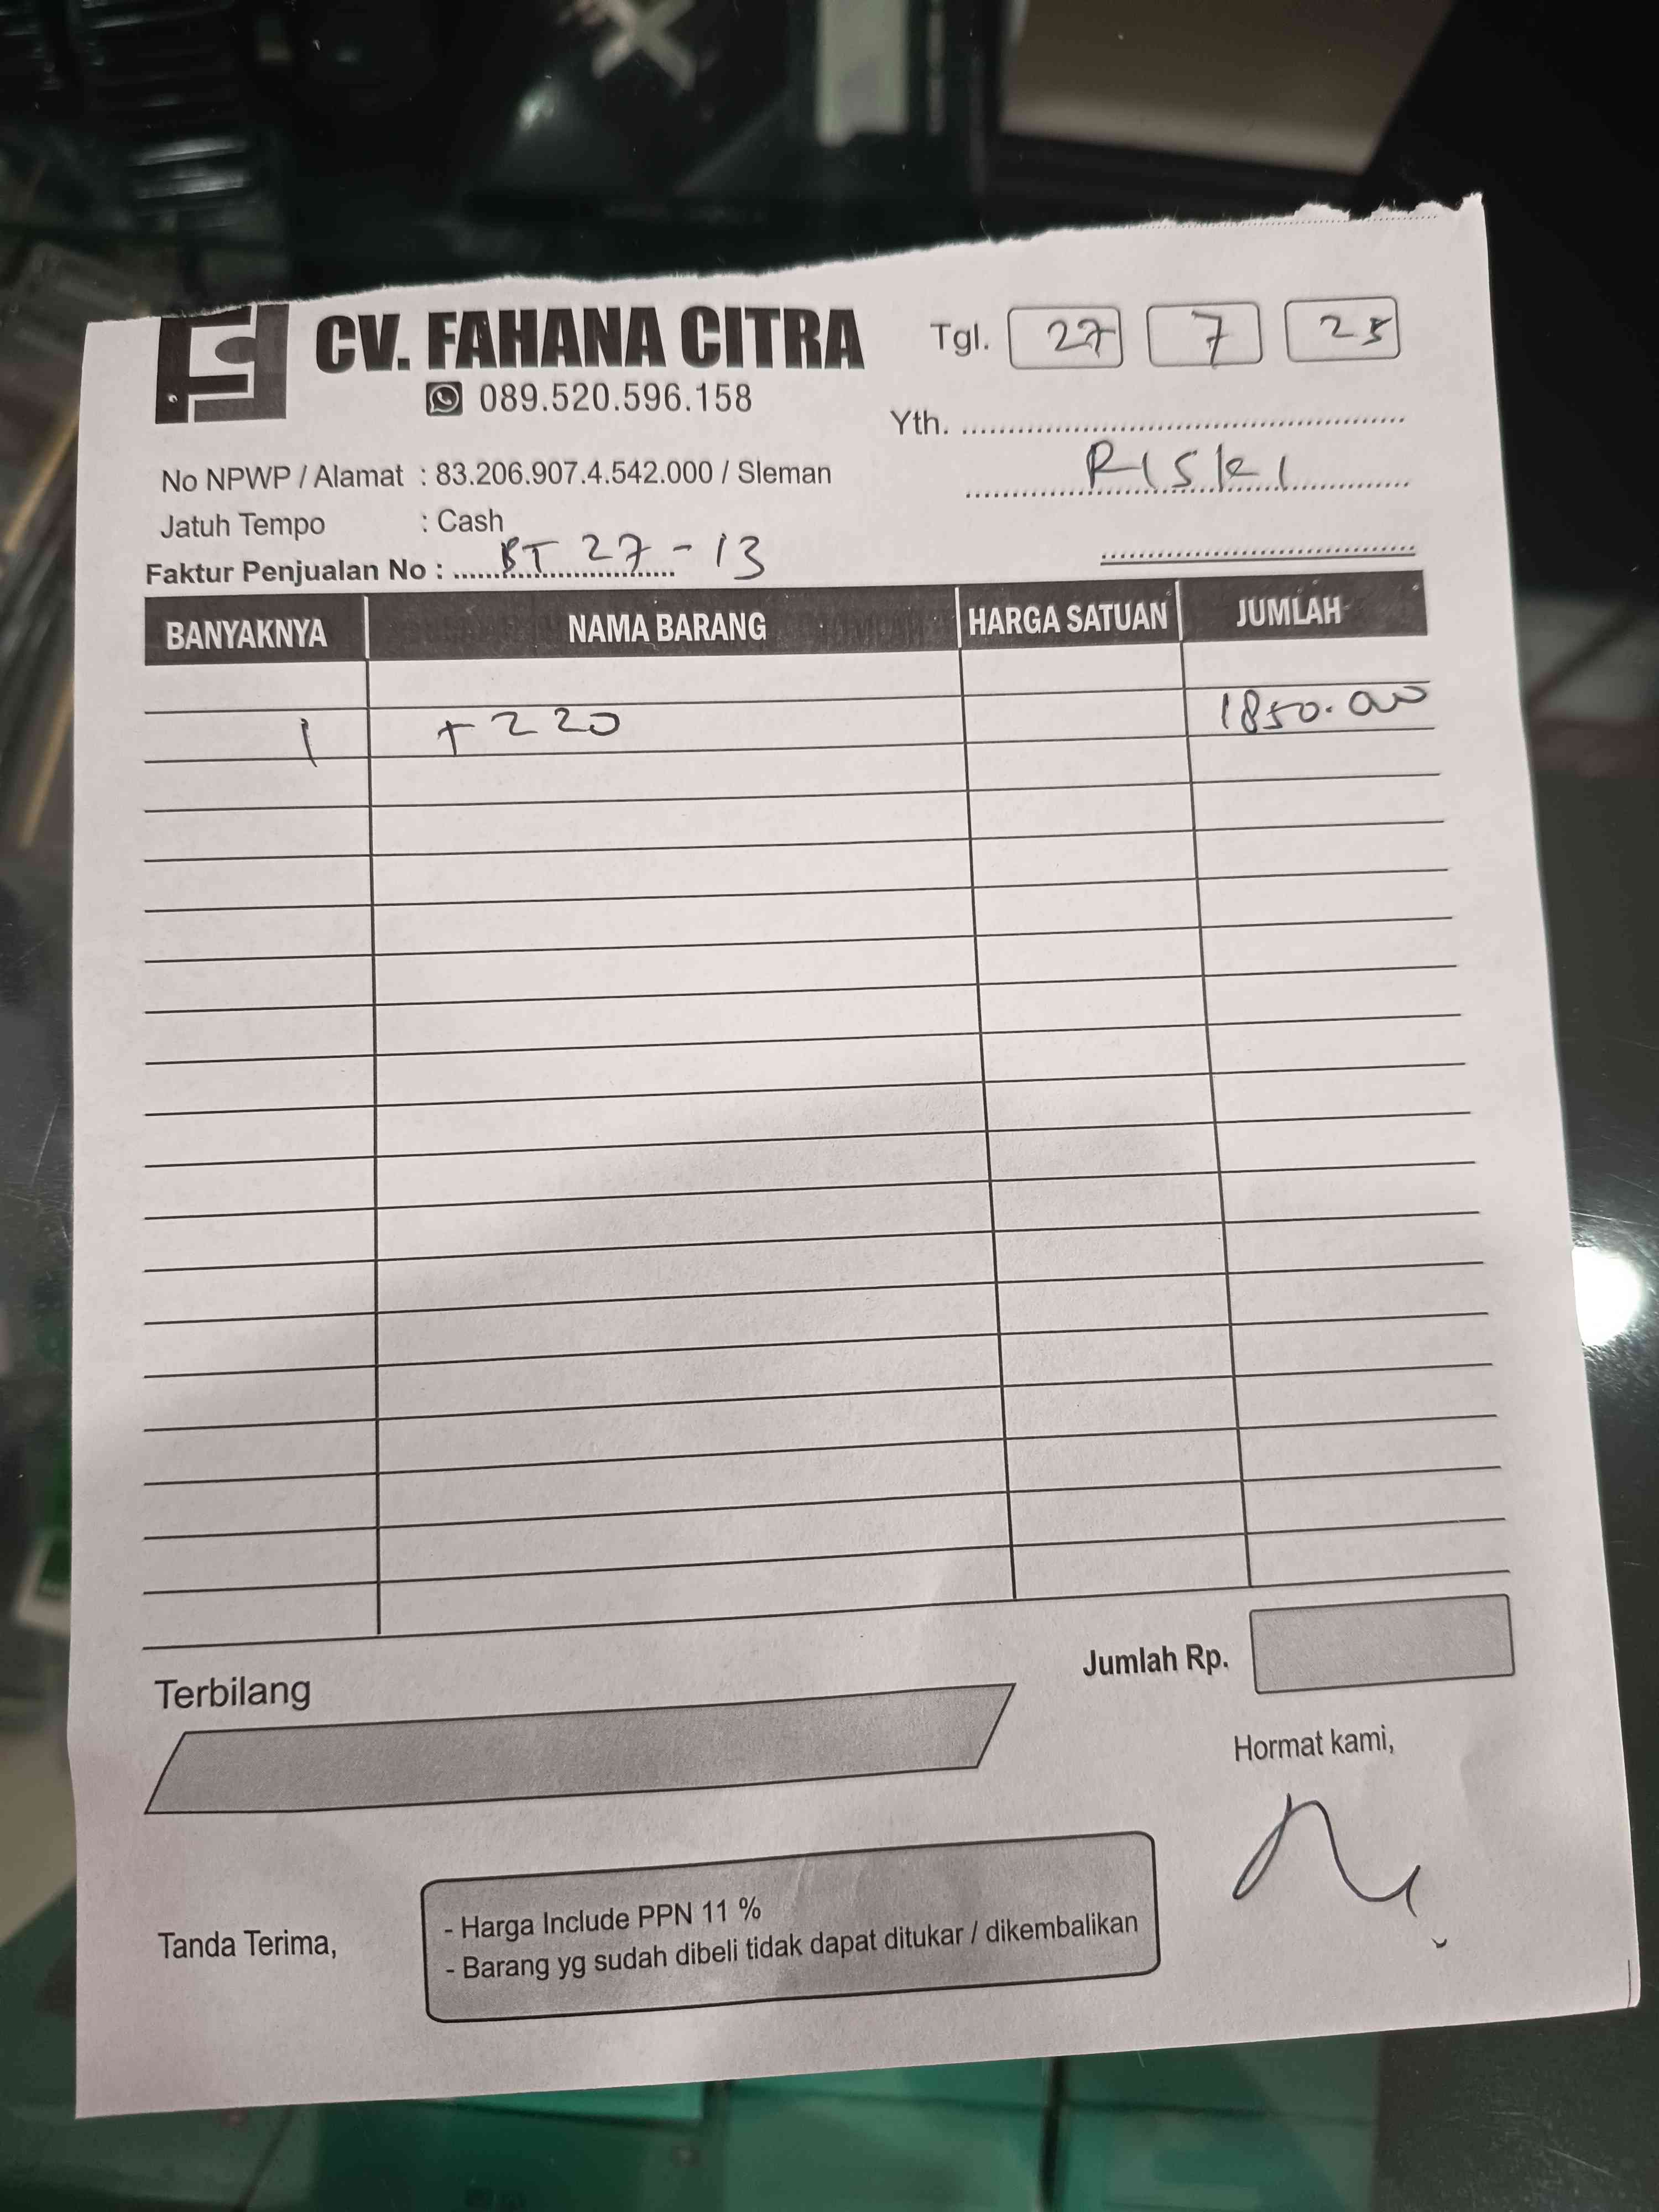 CV. FAHANA CITRA
089.520.596.158
Tgl. 27 7 25
Yth. ................
Riski
No NPWP / Alamat : 83.206.907.4.542.000 / Sleman
Jatuh Tempo : Cash
Faktur Penjualan No : BT 27 - 13
BANYAKNYA NAMA BARANG HARGA SATUAN JUMLAH
1 T 220 1850.000
Jumlah Rp.
Terbilang
Hormat kami,
Tanda Terima,
- Harga Include PPN 11 %
- Barang yg sudah dibeli tidak dapat ditukar / dikembalikan